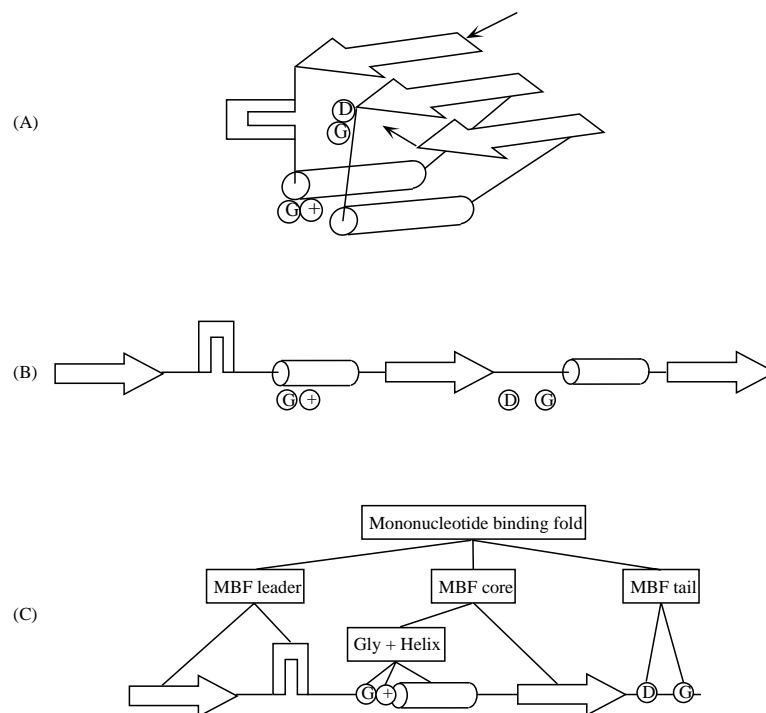 (A)
D
G
G +
(B)
G +
D G
(C)
Mononucleotide binding fold
MBF leader MBF core MBF tail
Gly + Helix
G + D G